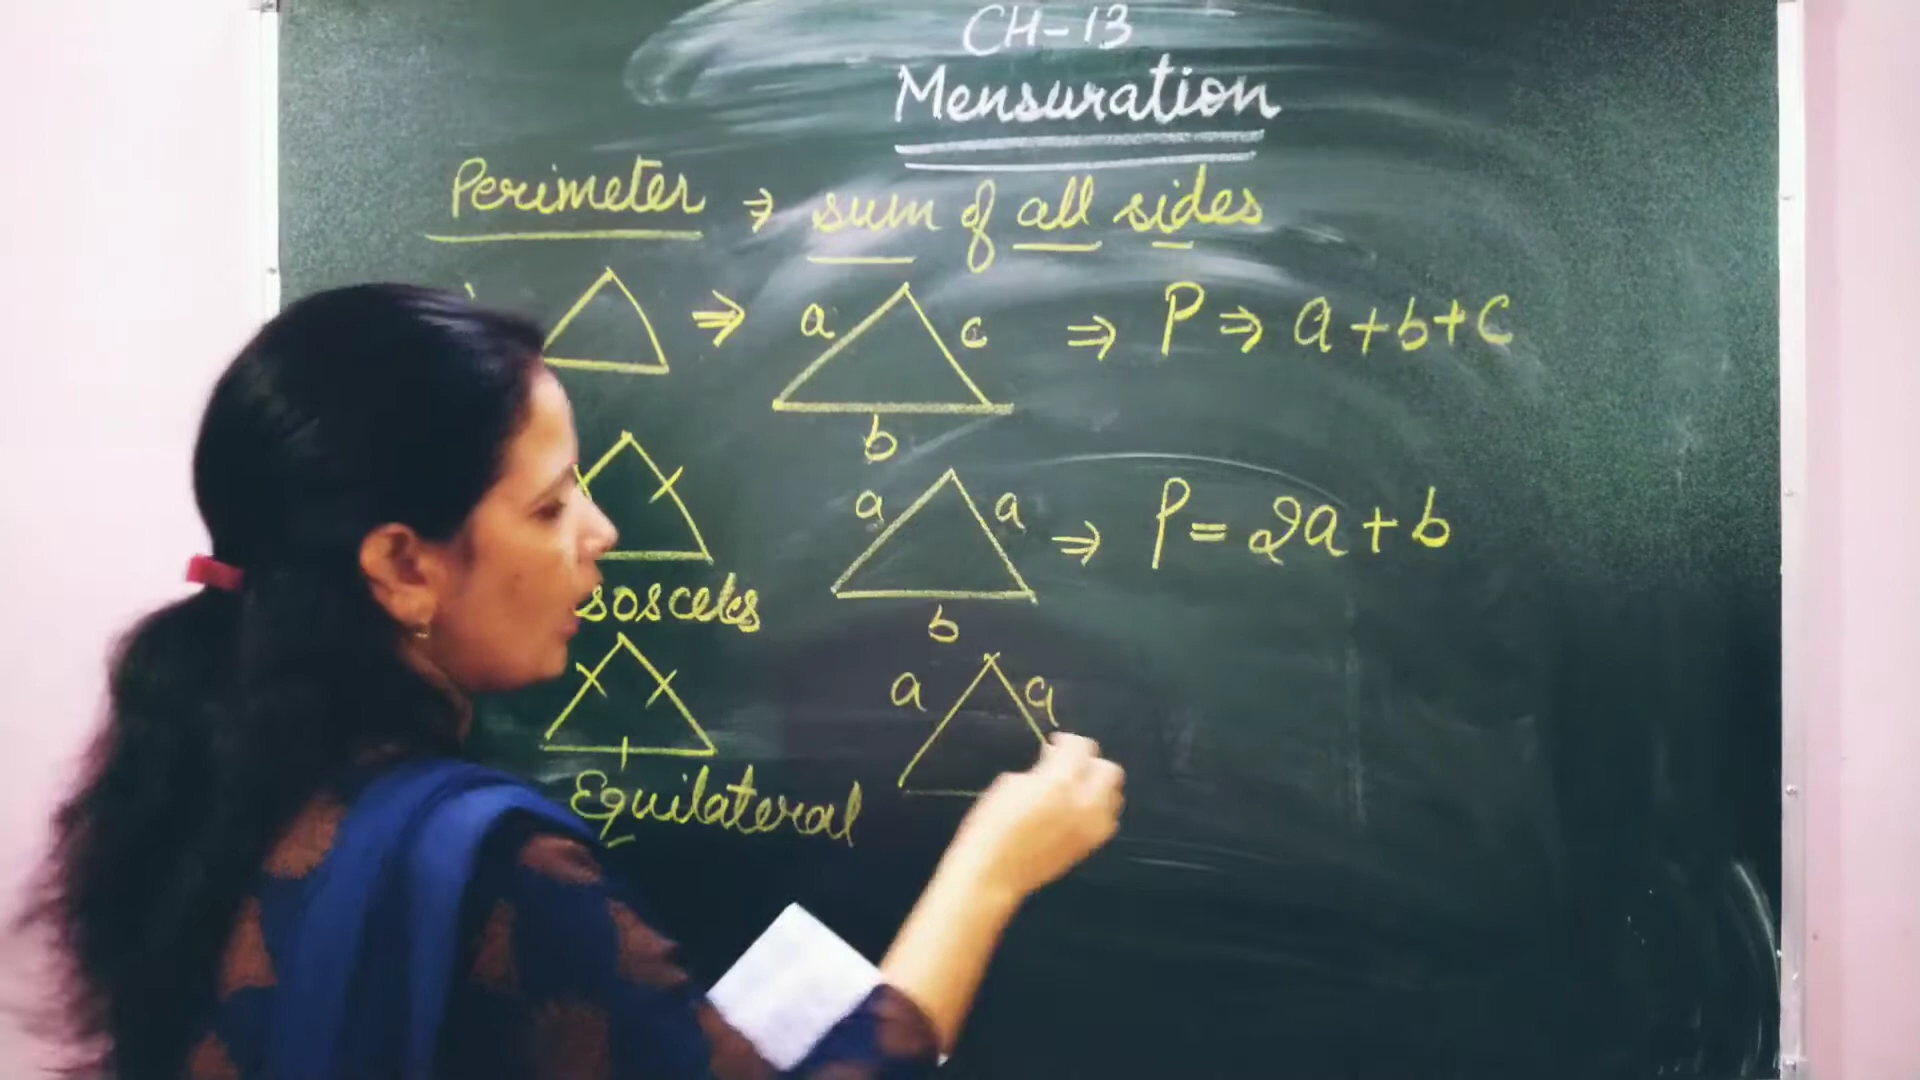 CH-13
Mensuration
Perimeter ⇒ sum of all sides
⇒ a c b ⇒ P ⇒ a+b+c
a a b ⇒ P = 2a+b
sosceles
a a
Equilateral